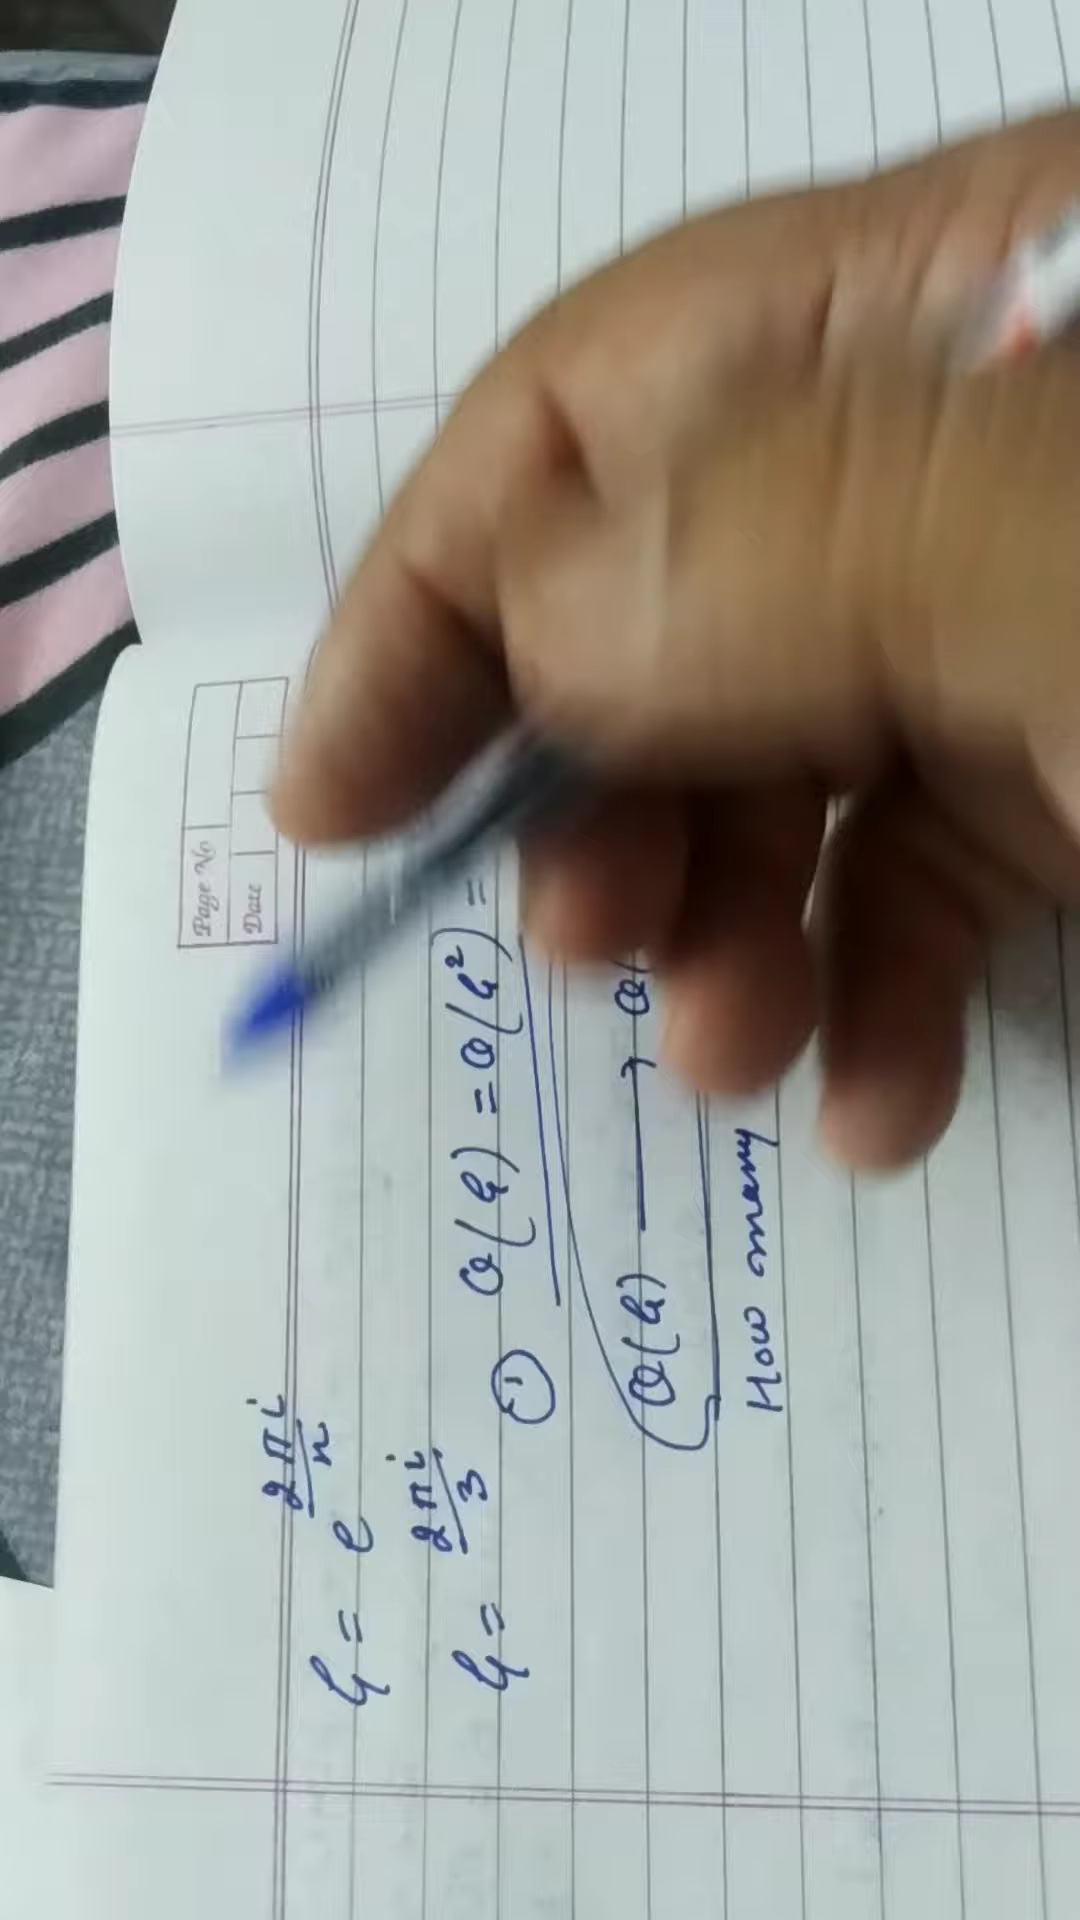 Page No
Date
ζ = e^(2πi/n)
ζ = 2πi/3
① Q(ζ) = Q(ζ²) =
Q(ζ) → Q(
How many